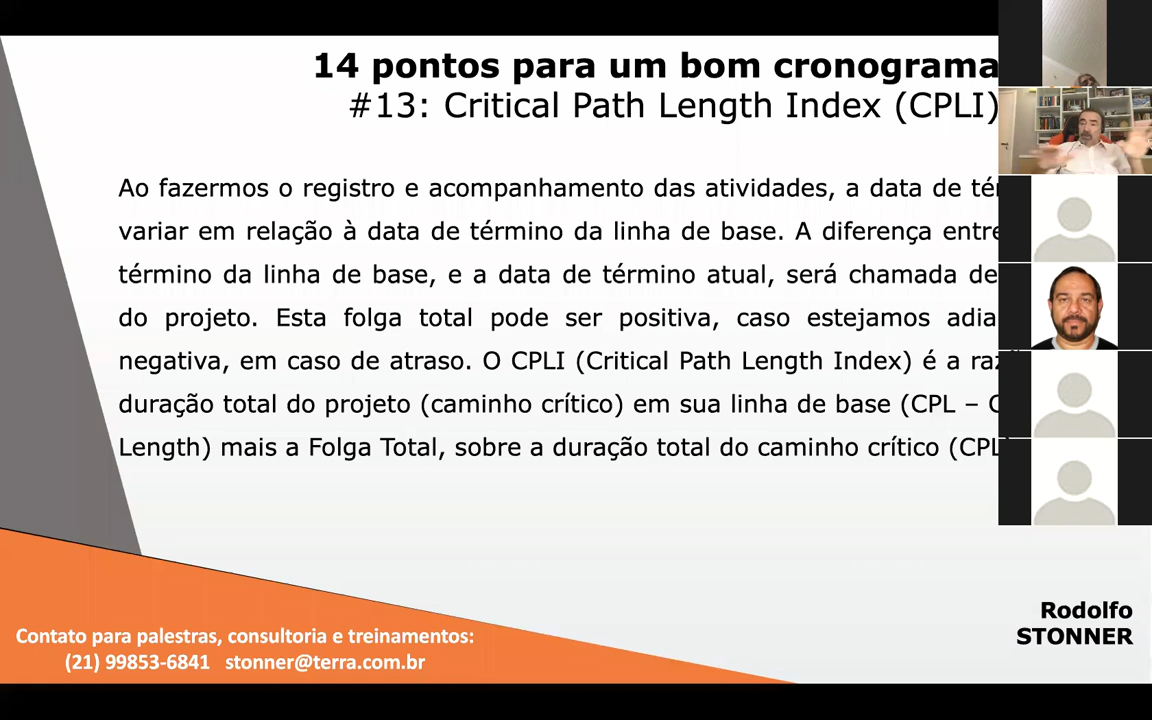 14 pontos para um bom cronograma
#13: Critical Path Length Index (CPLI)
Ao fazermos o registro e acompanhamento das atividades, a data de
variar em relação à data de término da linha de base. A diferença entre
término da linha de base, e a data de término atual, será chamada de
do projeto. Esta folga total pode ser positiva, caso estejamos
negativa, em caso de atraso. O CPLI (Critical Path Length Index) é a
duração total do projeto (caminho crítico) em sua linha de base (CPL –
Length) mais a Folga Total, sobre a duração total do caminho crítico (CPL
Rodolfo
STONNER
Contato para palestras, consultoria e treinamentos:
(21) 99853-6841 stonner@terra.com.br